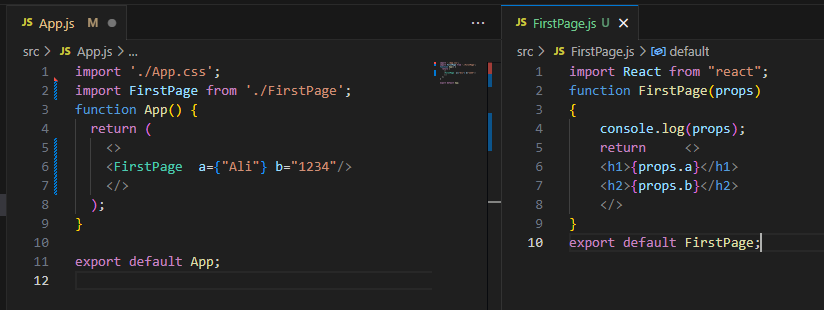 JS App.js M
src > JS App.js > ...
1 import './App.css';
2 import FirstPage from './FirstPage';
3 function App() {
4 return (
5 <>
6 <FirstPage a={"Ali"} b="1234"/>
7 </>
8 );
9 }
10
11 export default App;
12
JS FirstPage.js U
src > JS FirstPage.js > default
1 import React from "react";
2 function FirstPage(props)
3 {
4 console.log(props);
5 return <>
6 <h1>{props.a}</h1>
7 <h2>{props.b}</h2>
8 </>
9 }
10 export default FirstPage;